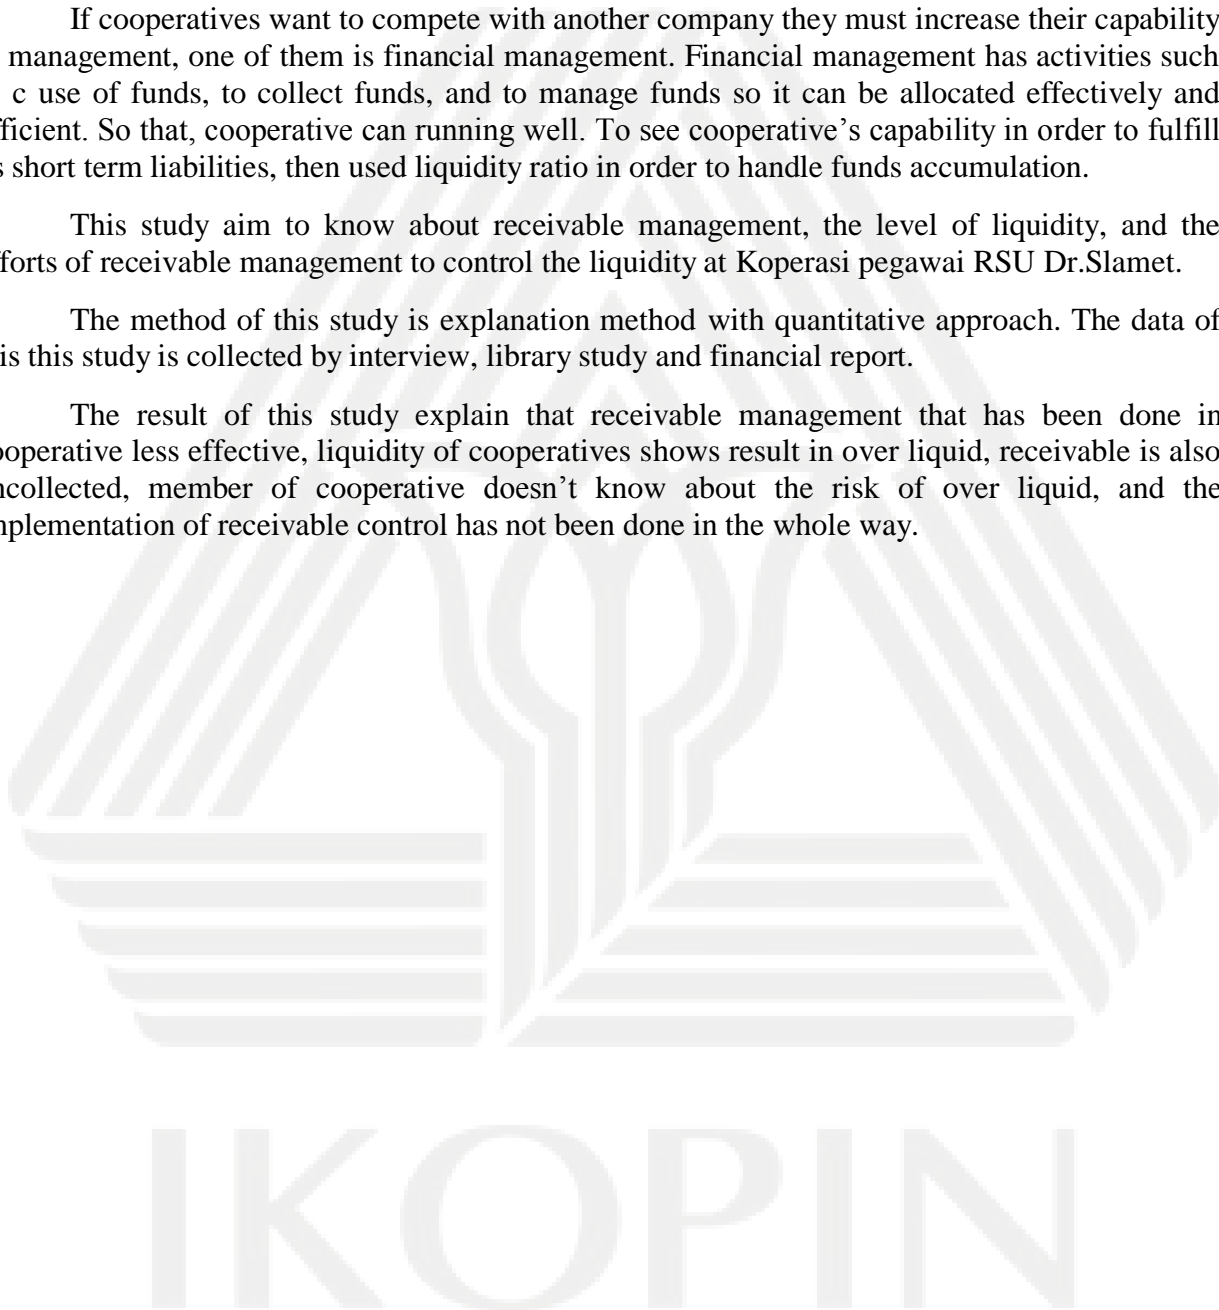 If cooperatives want to compete with another company they must increase their capability
management, one of them is financial management. Financial management has activities such
c use of funds, to collect funds, and to manage funds so it can be allocated effectively and
fficient. So that, cooperative can running well. To see cooperative’s capability in order to fulfill
s short term liabilities, then used liquidity ratio in order to handle funds accumulation.
This study aim to know about receivable management, the level of liquidity, and the
fforts of receivable management to control the liquidity at Koperasi pegawai RSU Dr.Slamet.
The method of this study is explanation method with quantitative approach. The data of
is this study is collected by interview, library study and financial report.
The result of this study explain that receivable management that has been done in
ooperative less effective, liquidity of cooperatives shows result in over liquid, receivable is also
ncollected, member of cooperative doesn’t know about the risk of over liquid, and the
mplementation of receivable control has not been done in the whole way.
IKOPIN